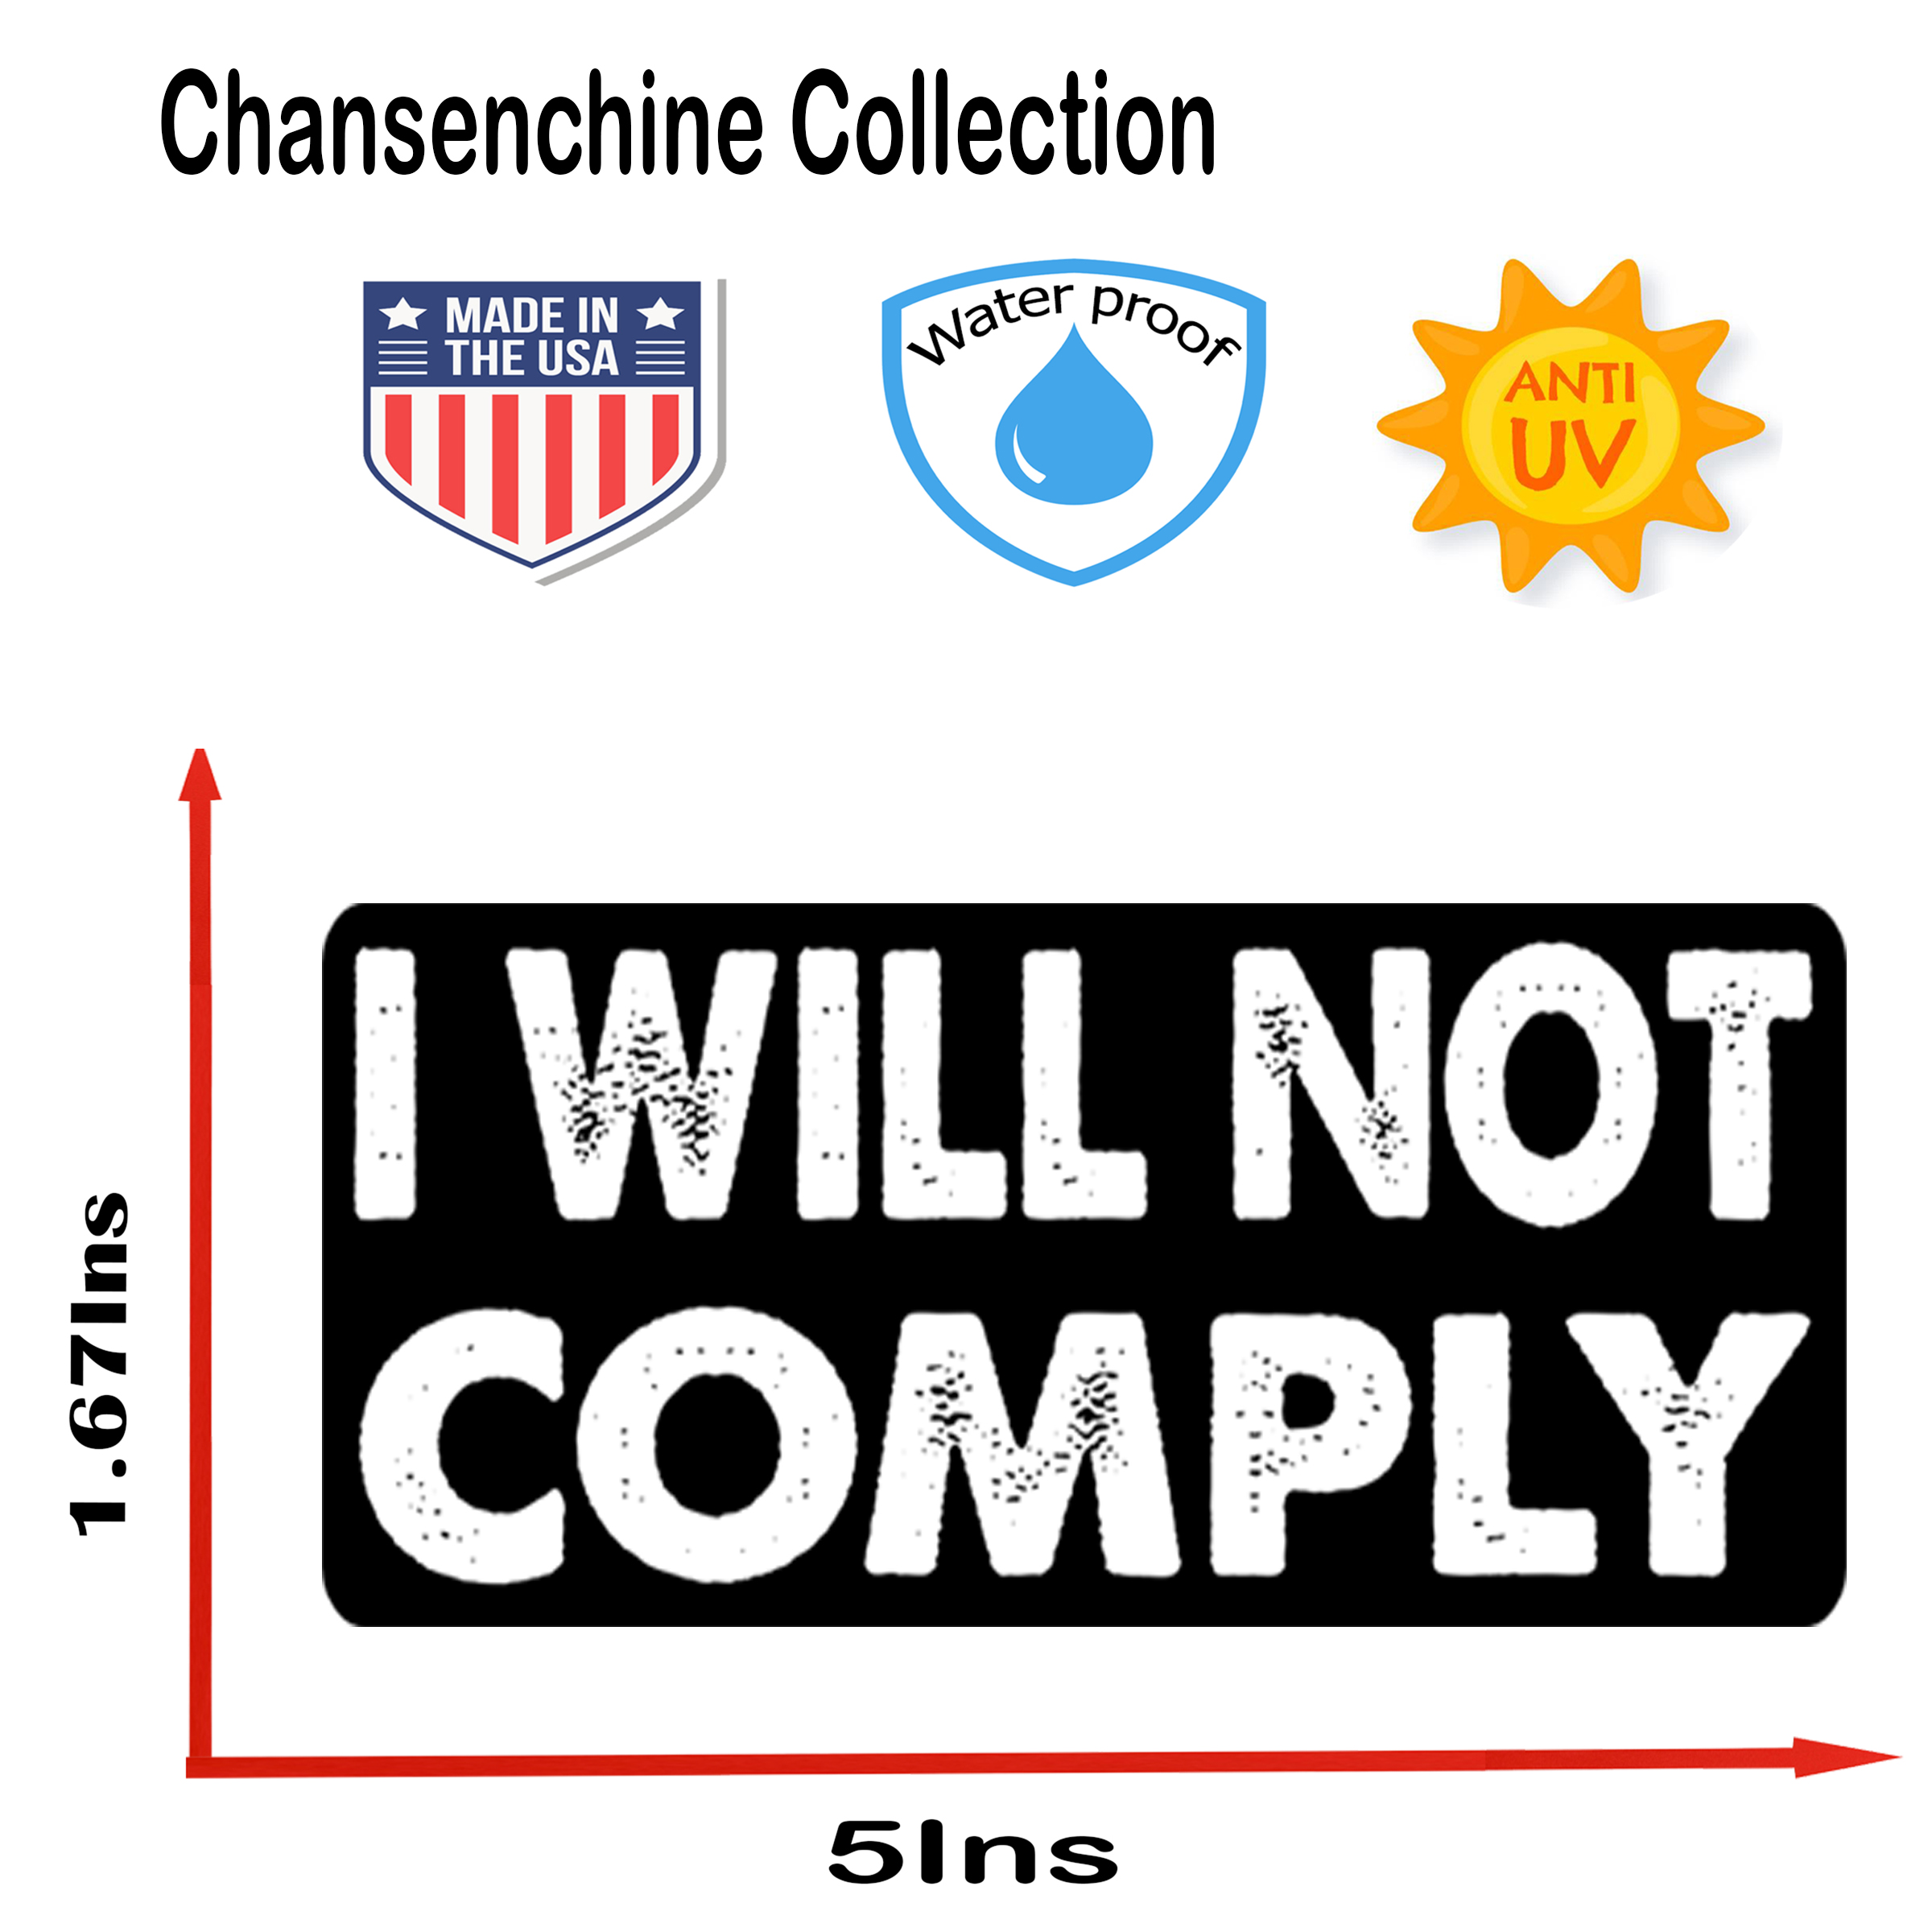 Chansenchine Collection
MADE IN
THE USA
Water proof
ANTI
UV
I WILL NOT
COMPLY
1.67Ins
5Ins